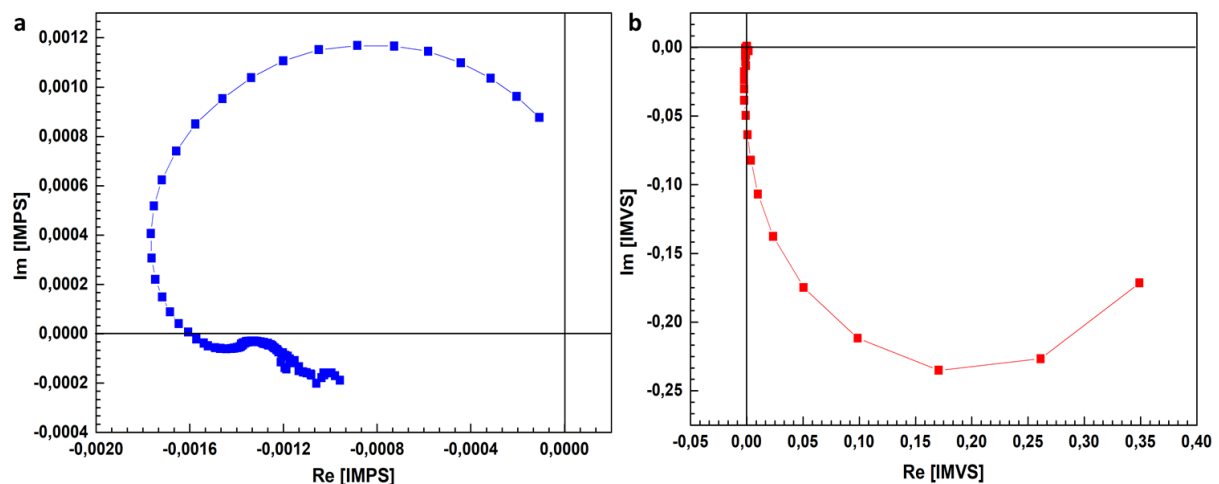 a
0,0012
0,0010
0,0008
0,0006
0,0004
0,0002
0,0000
-0,0002
-0,0004
Im [IMPS]
-0,0020 -0,0016 -0,0012 -0,0008 -0,0004 0,0000
Re [IMPS]
b
0,00
-0,05
-0,10
-0,15
-0,20
-0,25
Im [IMVS]
-0,05 0,00 0,05 0,10 0,15 0,20 0,25 0,30 0,35 0,40
Re [IMVS]